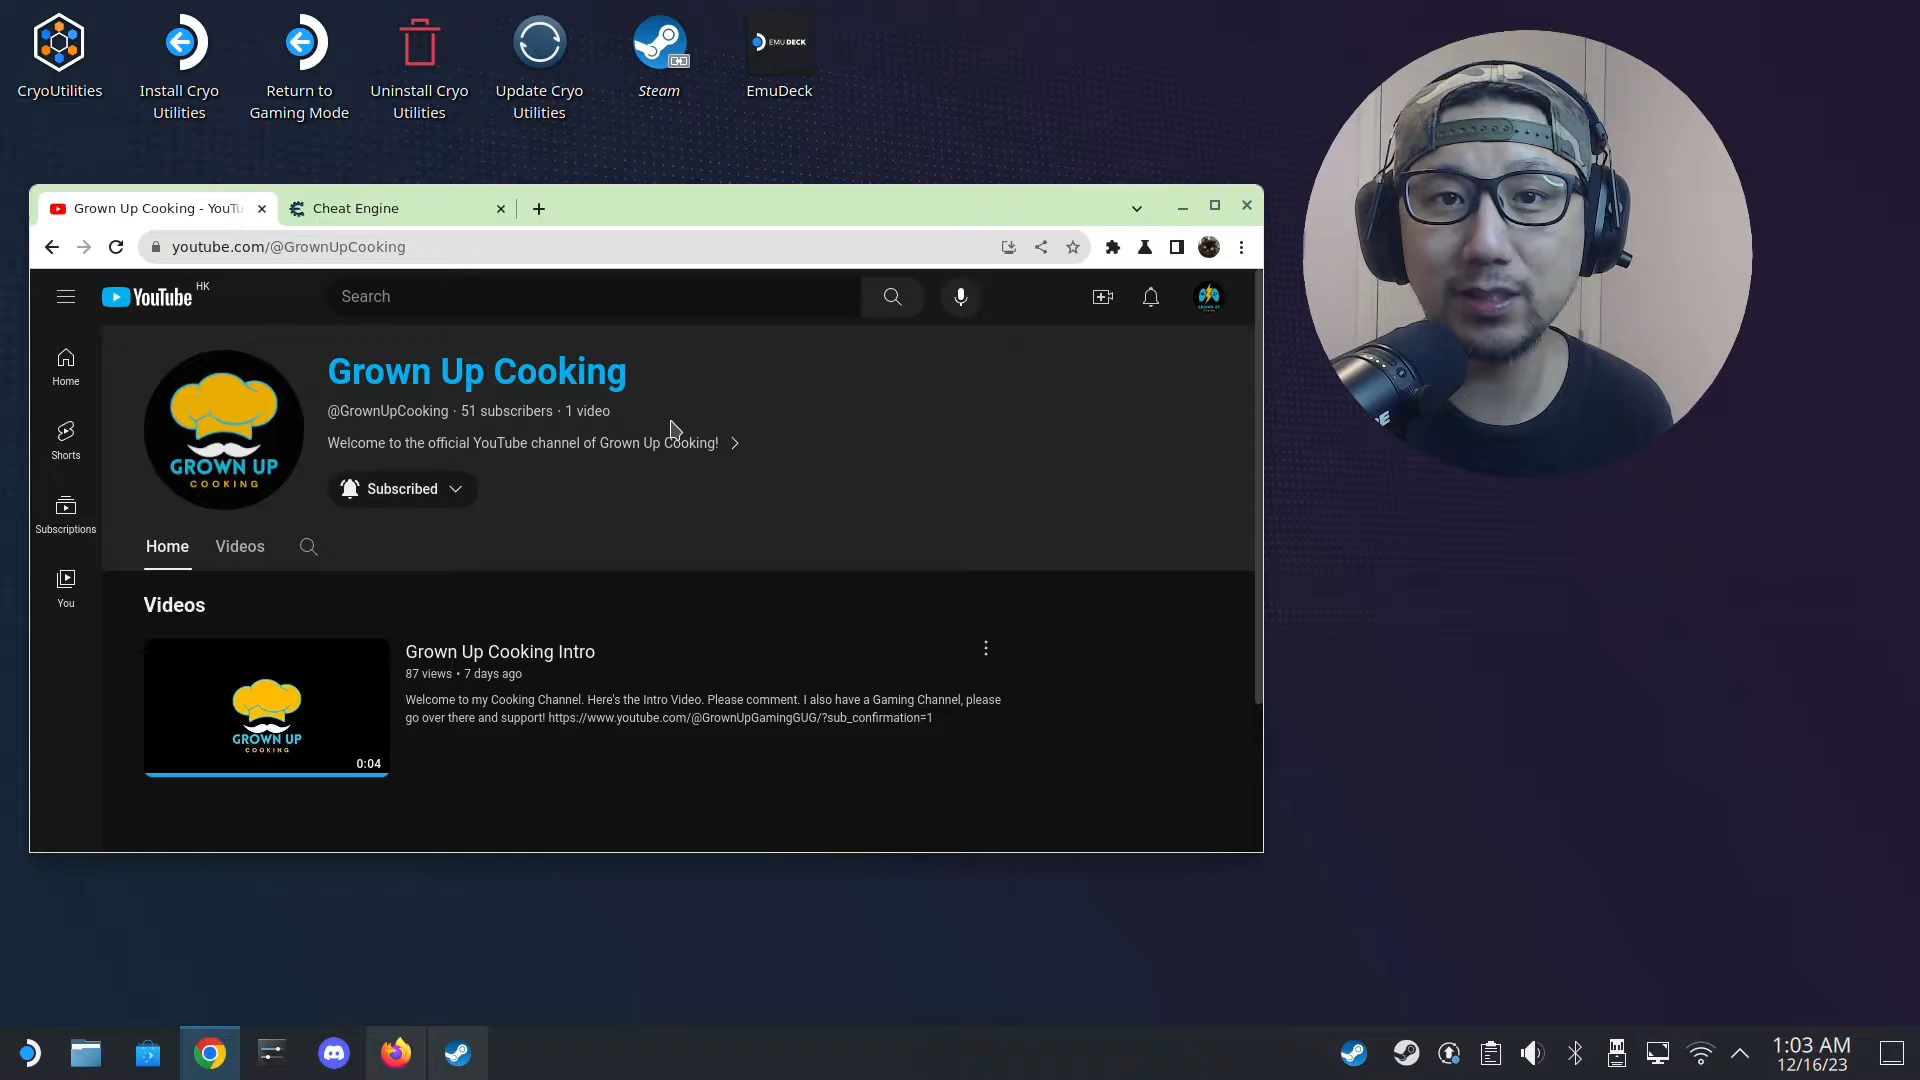 CryoUtilities
Install Cryo
Utilities
Return to
Gaming Mode
Uninstall Cryo
Utilities
Update Cryo
Utilities
Steam
EMUDECK
EmuDeck
Grown Up Cooking - YouTu
Cheat Engine
youtube.com/@GrownUpCooking
YouTube HK
Search
Home
Shorts
Subscriptions
You
GROWN UP
COOKING
Grown Up Cooking
@GrownUpCooking · 51 subscribers · 1 video
Welcome to the official YouTube channel of Grown Up Cooking!
Subscribed
Home
Videos
Videos
GROWN UP
COOKING
0:04
Grown Up Cooking Intro
87 views • 7 days ago
Welcome to my Cooking Channel. Here's the Intro Video. Please comment. I also have a Gaming Channel, please
go over there and support! https://www.youtube.com/@GrownUpGamingGUG/?sub_confirmation=1
1:03 AM
12/16/23